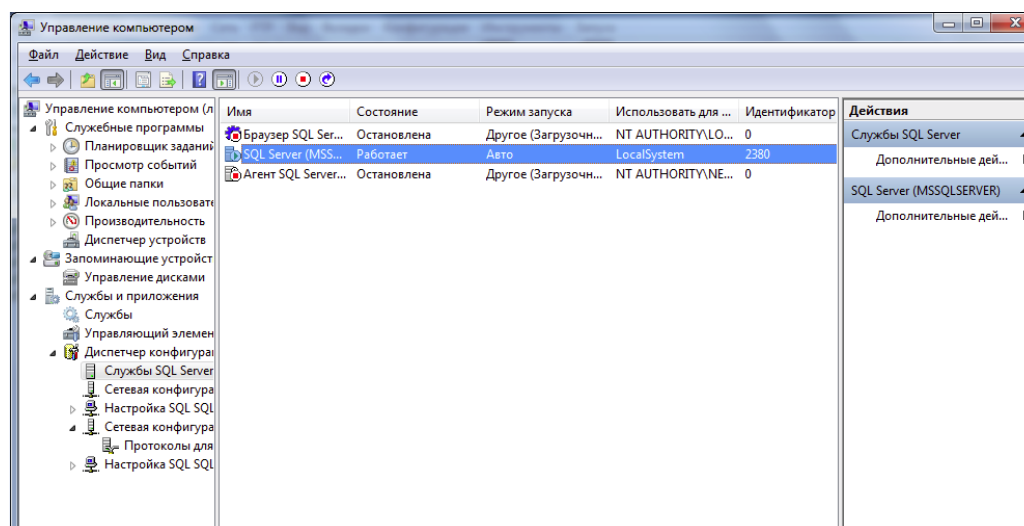 Управление компьютером
Файл Действие Вид Справка
Управление компьютером (л
Служебные программы
Планировщик заданий
Просмотр событий
Общие папки
Локальные пользовате
Производительность
Диспетчер устройств
Запоминающие устройст
Управление дисками
Службы и приложения
Службы
Управляющий элемен
Диспетчер конфигура
Службы SQL Server
Сетевая конфигура
Настройка SQL SQL
Сетевая конфигура
Протоколы для
Настройка SQL SQL
Имя Состояние Режим запуска Использовать для ... Идентификатор
Браузер SQL Ser... Остановлена Другое (Загрузочн... NT AUTHORITY\LO... 0
SQL Server (MSS... Работает Авто LocalSystem 2380
Агент SQL Server... Остановлена Другое (Загрузочн... NT AUTHORITY\NE... 0
Действия
Службы SQL Server
Дополнительные дей...
SQL Server (MSSQLSERVER)
Дополнительные дей...